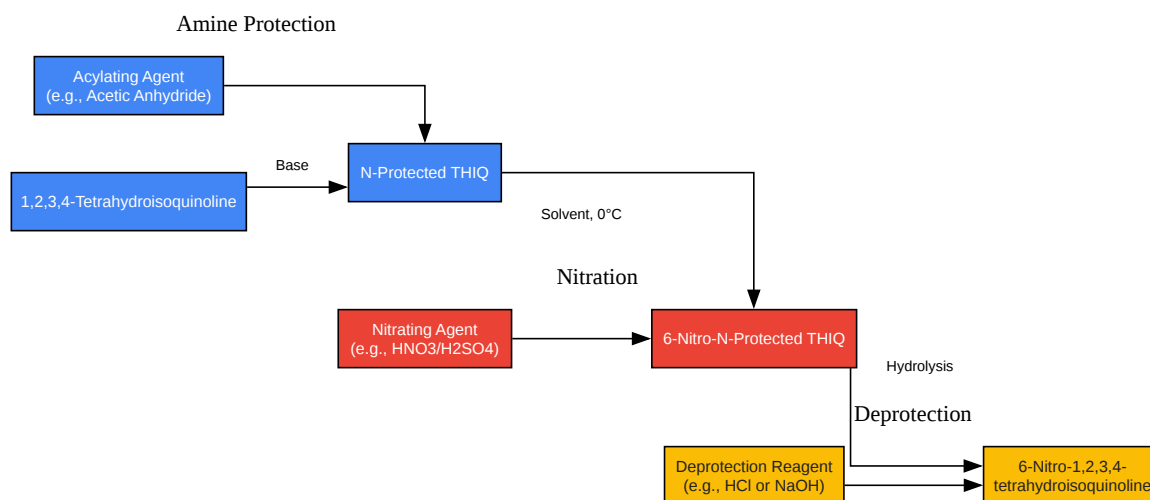 Amine Protection
Acylating Agent
(e.g., Acetic Anhydride)
Base
N-Protected THIQ
1,2,3,4-Tetrahydroisoquinoline
Solvent, 0°C
Nitration
Nitrating Agent
(e.g., HNO3/H2SO4)
6-Nitro-N-Protected THIQ
Hydrolysis
Deprotection
Deprotection Reagent
(e.g., HCl or NaOH)
6-Nitro-1,2,3,4-
tetrahydroisoquinoline